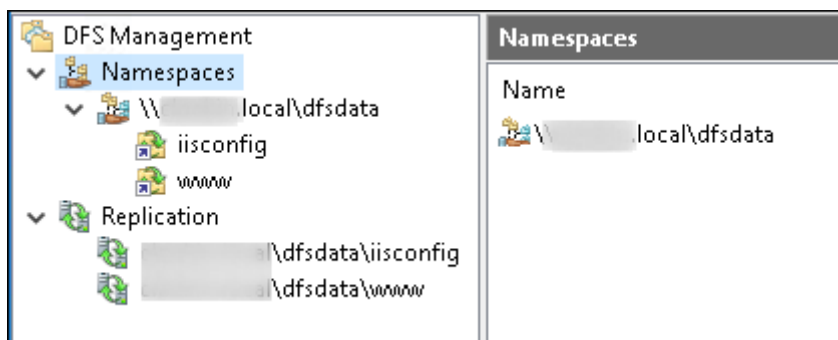 DFS Management
Namespaces
\\ .local\dfsdata
iisconfig
www
Replication
\dfsdata\iisconfig
\dfsdata\www
Namespaces
Name
\\ .local\dfsdata